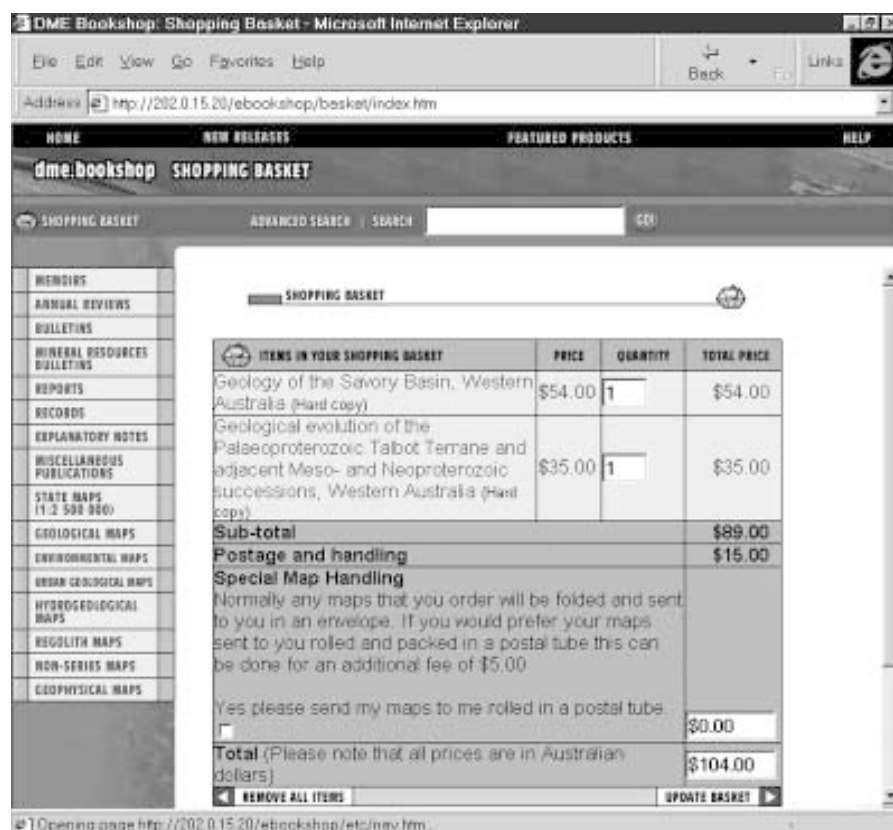 DME Bookshop: Shopping Basket - Microsoft Internet Explorer
File Edit View Go Favorites Help
Back
Links
Address http://202.0.15.20/ebookshop/basket/index.htm
HOME NEW RELEASES FEATURED PRODUCTS HELP
dme.bookshop SHOPPING BASKET
SHOPPING BASKET ADVANCED SEARCH | SEARCH GO!
MEMOIRS
ANNUAL REVIEWS
BULLETINS
MINERAL RESOURCES
BULLETINS
REPORTS
RECORDS
EXPLANATORY NOTES
MISCELLANEOUS
PUBLICATIONS
STATE MAPS
(1:2 500 000)
GEOLOGICAL MAPS
ENVIRONMENTAL MAPS
URBAN GEOLOGICAL MAPS
HYDROGEOLOGICAL
MAPS
REGOLITH MAPS
NON-SERIES MAPS
GEOPHYSICAL MAPS
SHOPPING BASKET
ITEMS IN YOUR SHOPPING BASKET PRICE QUANTITY TOTAL PRICE
Geology of the Savory Basin, Western
Australia (Hard copy) $54.00 1 $54.00
Geological evolution of the
Palaeoproterozoic Talbot Terrane and
adjacent Meso- and Neoproterozoic $35.00 1 $35.00
successions, Western Australia (Hard
copy)
Sub-total $89.00
Postage and handling $15.00
Special Map Handling
Normally any maps that you order will be folded and sent
to you in an envelope. If you would prefer your maps
sent to you rolled and packed in a postal tube this can
be done for an additional fee of $5.00
Yes please send my maps to me rolled in a postal tube.
$0.00
Total (Please note that all prices are in Australian
dollars) $104.00
REMOVE ALL ITEMS UPDATE BASKET
Opening page http://202.0.15.20/ebookshop/etc/nav.htm...